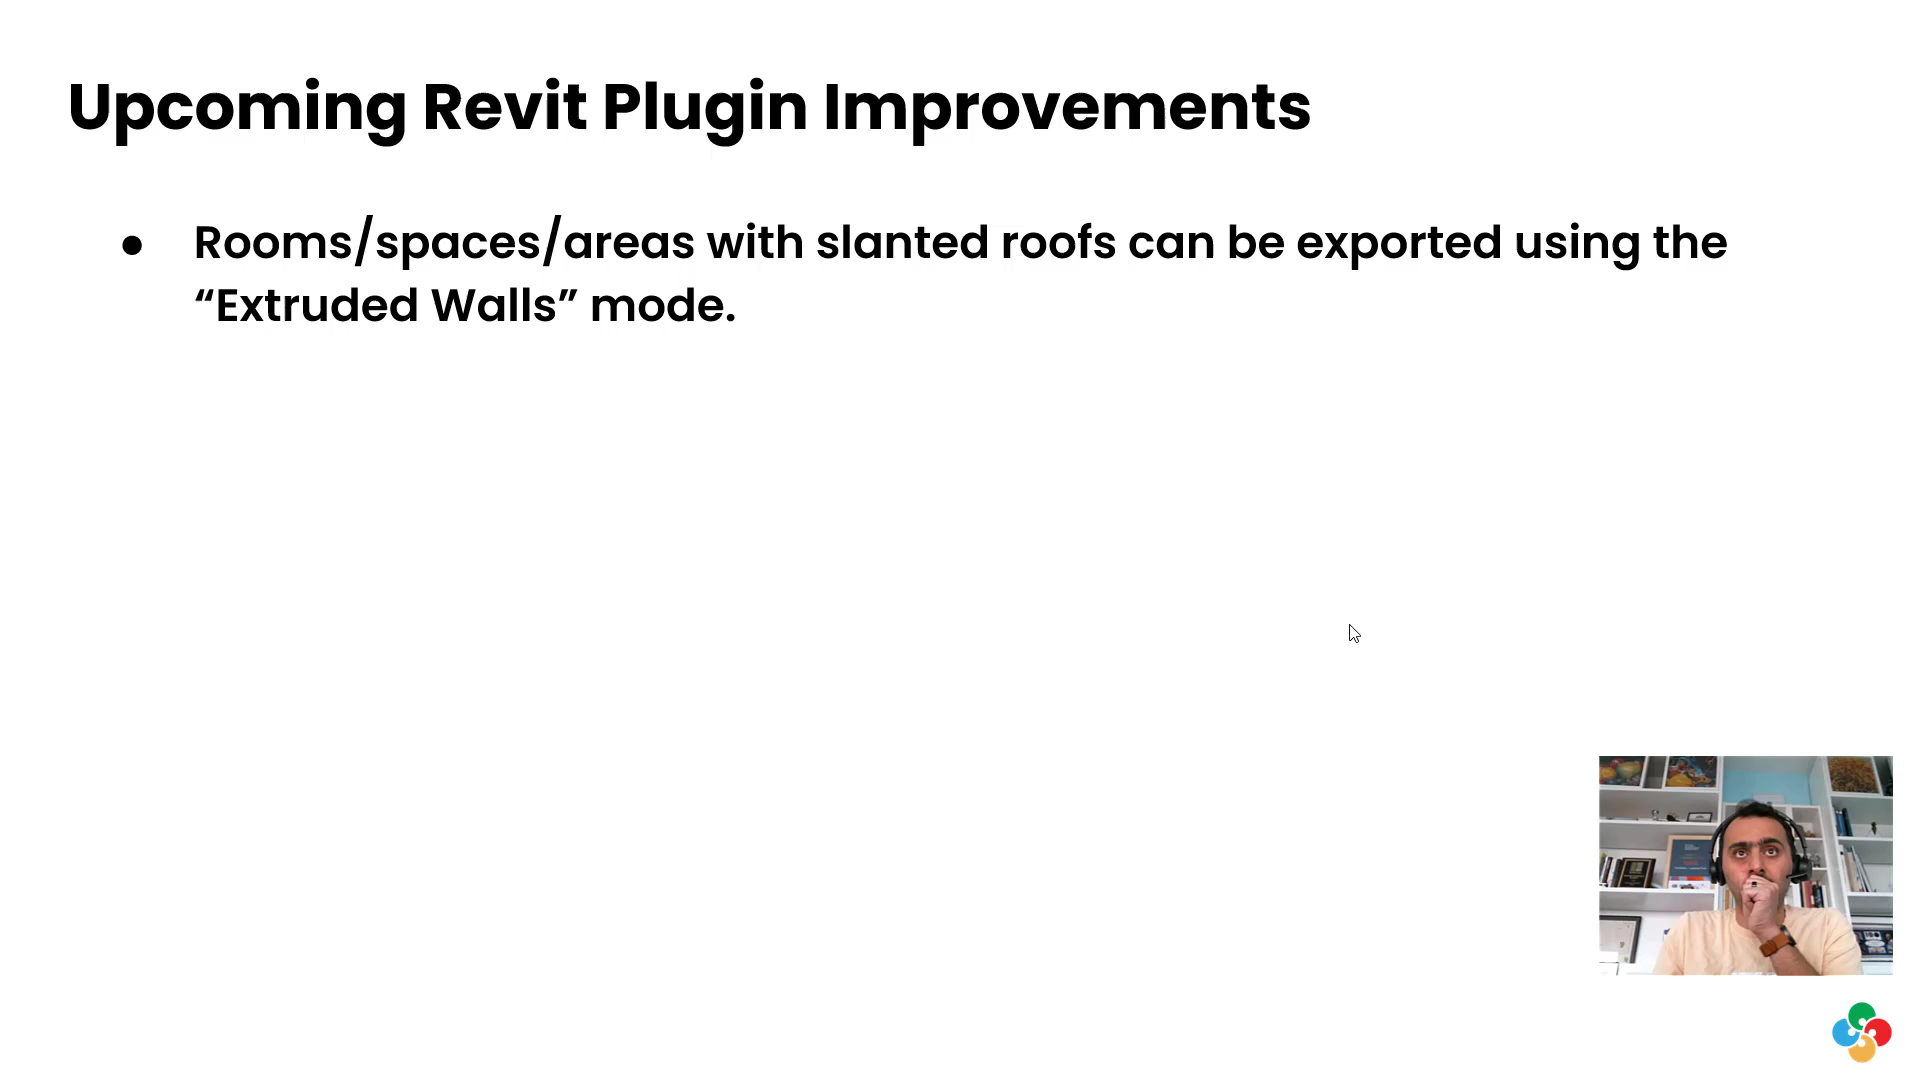 Upcoming Revit Plugin Improvements
● Rooms/spaces/areas with slanted roofs can be exported using the
“Extruded Walls” mode.